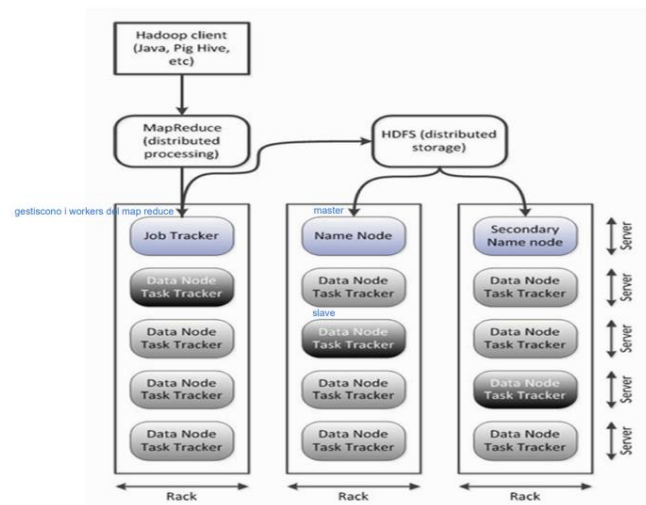 Hadoop client
(Java, Pig Hive,
etc)
MapReduce
(distributed
processing)
HDFS (distributed
storage)
gestiscono i workers del map reduce
master
Job Tracker
Name Node
Secondary
Name node
Server
Data Node
Task Tracker
Data Node
Task Tracker
Data Node
Task Tracker
Server
slave
Data Node
Task Tracker
Data Node
Task Tracker
Data Node
Task Tracker
Server
Data Node
Task Tracker
Data Node
Task Tracker
Data Node
Task Tracker
Server
Data Node
Task Tracker
Data Node
Task Tracker
Data Node
Task Tracker
Server
Rack
Rack
Rack